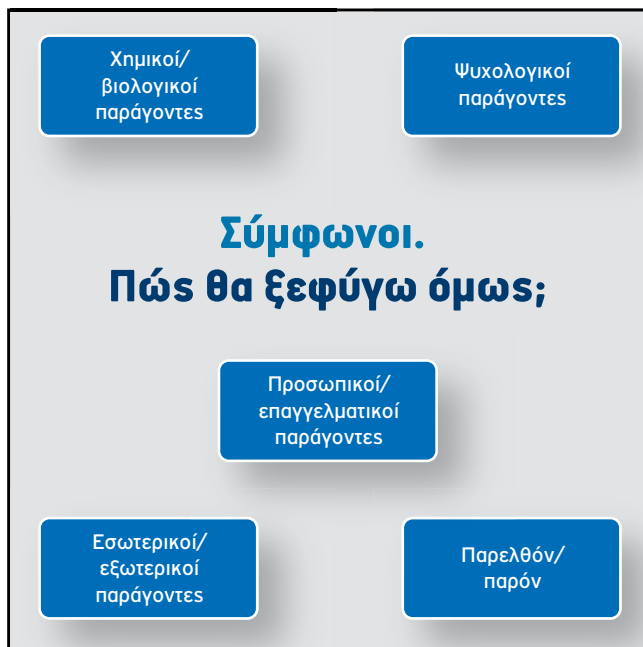 Χημικοί/
βιολογικοί
παράγοντες
Ψυχολογικοί
παράγοντες
Σύμφωνοι.
Πώς θα ξεφύγω όμως;
Προσωπικοί/
επαγγελματικοί
παράγοντες
Εσωτερικοί/
εξωτερικοί
παράγοντες
Παρελθόν/
παρόν